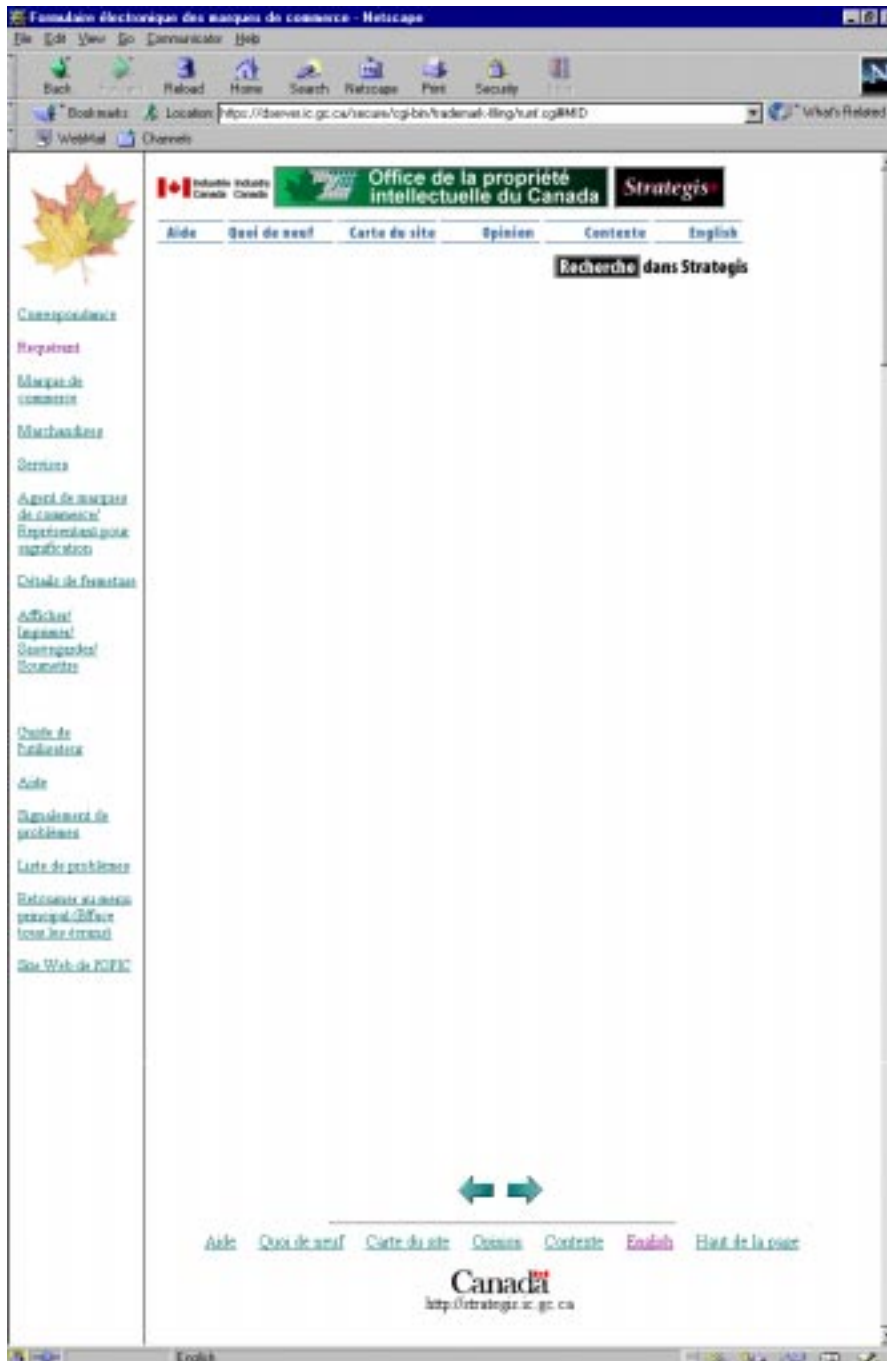 Formulaire électronique des marques de commerce - Netscape
File Edit View Go Communicator Help
Back Reload Home Search Netscape Print Security
Bookmarks Location: What's Related
WebMail Channels
Industrie Canada Industry Canada
Office de la propriété
intellectuelle du Canada
Strategis
Aide Quoi de neuf Carte du site Opinion Contexte English
Recherche dans Strategis
Correspondance
Requérant
Marque de
commerce
Marchandises
Services
Agent de marques
de commerce/
Représentant pour
signification
Détails de fermeture
Afficher/
Imprimer/
Sauvegarder/
Soumettre
Guide de
l'utilisateur
Aide
Signalement de
problèmes
Liste de problèmes
Retourner au menu
principal (Efface
tous les écrans)
Site Web de l'OPIC
Aide Quoi de neuf Carte du site Opinion Contexte English Haut de la page
Canada
http://strategis.ic.gc.ca
English